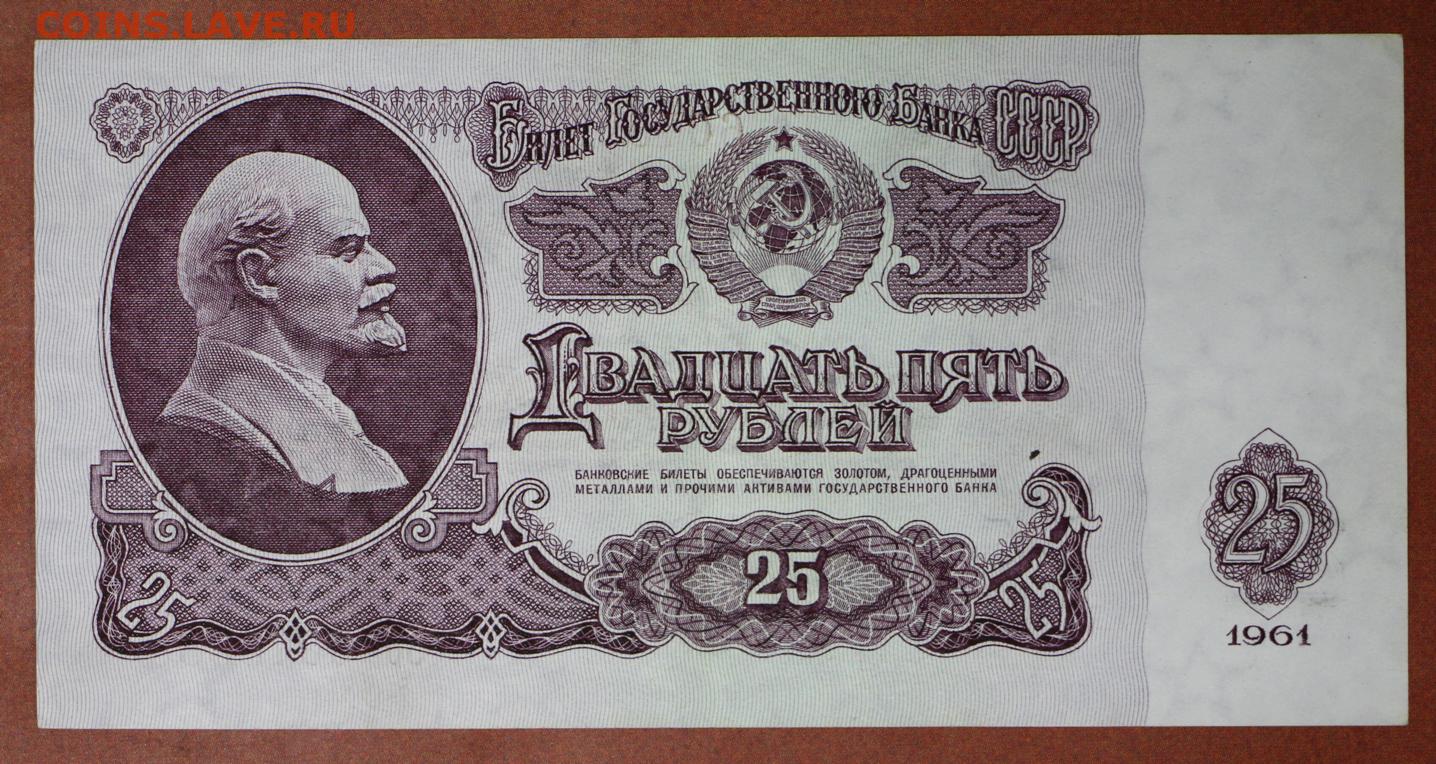 COINS.LAVE.RU
Билет Государственного Банка СССР
Двадцать пять
рублей
БАНКОВСКИЕ БИЛЕТЫ ОБЕСПЕЧИВАЮТСЯ ЗОЛОТОМ, ДРАГОЦЕННЫМИ
МЕТАЛЛАМИ И ПРОЧИМИ АКТИВАМИ ГОСУДАРСТВЕННОГО БАНКА
25
25
25
25
1961